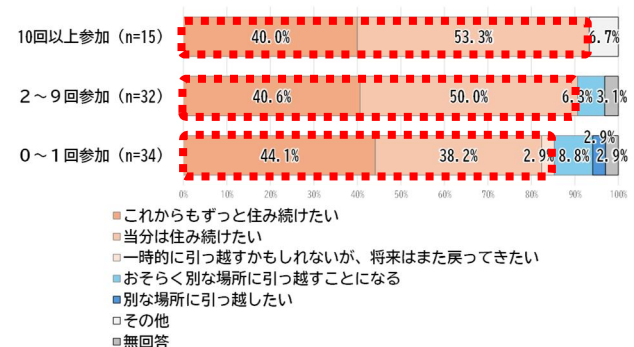 10回以上参加（n=15）
40.0%
53.3%
6.7%
2～9回参加（n=32）
40.6%
50.0%
6.3%
3.1%
0～1回参加（n=34）
44.1%
38.2%
2.9%
8.8%
2.9%
2.9%
0% 10% 20% 30% 40% 50% 60% 70% 80% 90% 100%
これからもずっと住み続けたい
当分は住み続けたい
一時的に引っ越すかもしれないが、将来はまた戻ってきたい
おそらく別な場所に引っ越すことになる
別な場所に引っ越したい
その他
無回答